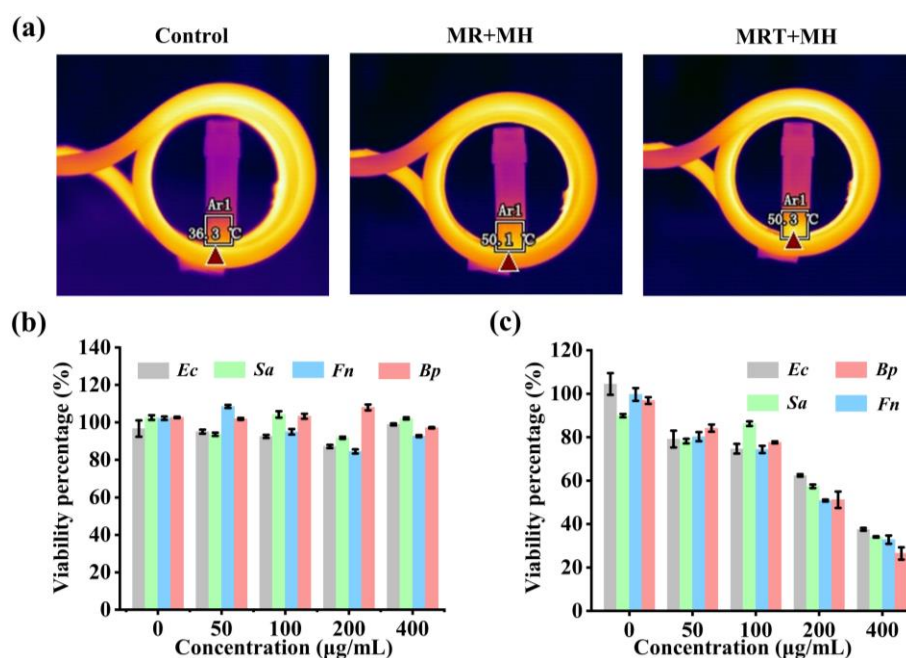 (a)
Control
MR+MH
MRT+MH
Ar1
36.3 ℃
Ar1
50.1 ℃
Ar1
50.3 ℃
(b)
140
120
100
80
60
40
20
0
Viability percentage (%)
Ec Sa Fn Bp
0 50 100 200 400
Concentration (μg/mL)
(c)
120
100
80
60
40
20
0
Viability percentage (%)
Ec Bp
Sa Fn
0 50 100 200 400
Concentration (μg/mL)